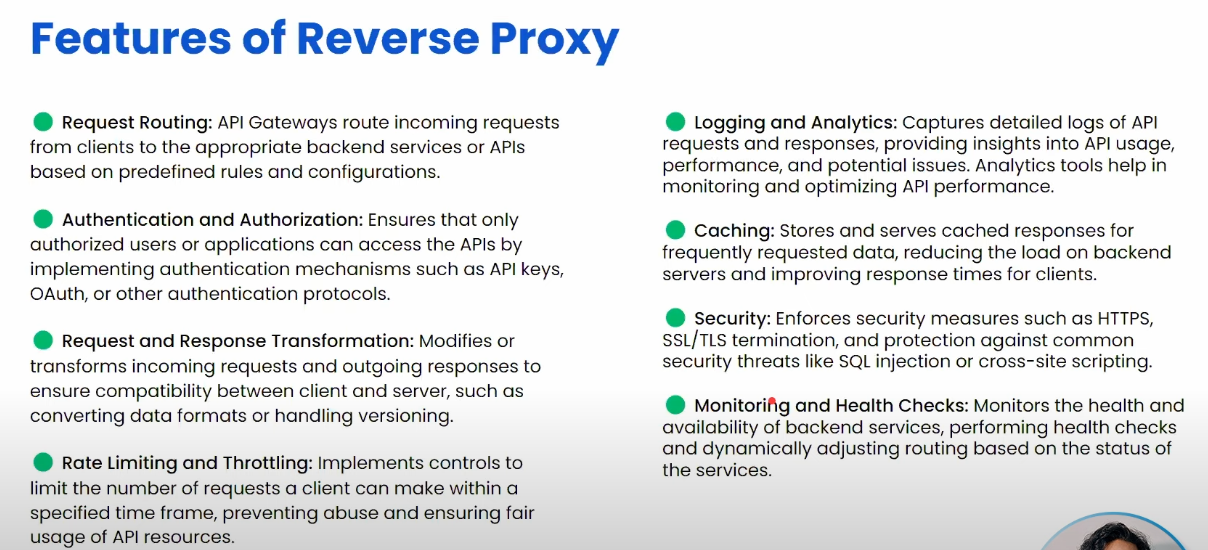 Features of Reverse Proxy
Request Routing: API Gateways route incoming requests
from clients to the appropriate backend services or APIs
based on predefined rules and configurations.
Authentication and Authorization: Ensures that only
authorized users or applications can access the APIs by
implementing authentication mechanisms such as API keys,
OAuth, or other authentication protocols.
Request and Response Transformation: Modifies or
transforms incoming requests and outgoing responses to
ensure compatibility between client and server, such as
converting data formats or handling versioning.
Rate Limiting and Throttling: Implements controls to
limit the number of requests a client can make within a
specified time frame, preventing abuse and ensuring fair
usage of API resources.
Logging and Analytics: Captures detailed logs of API
requests and responses, providing insights into API usage,
performance, and potential issues. Analytics tools help in
monitoring and optimizing API performance.
Caching: Stores and serves cached responses for
frequently requested data, reducing the load on backend
servers and improving response times for clients.
Security: Enforces security measures such as HTTPS,
SSL/TLS termination, and protection against common
security threats like SQL injection or cross-site scripting.
Monitoring and Health Checks: Monitors the health and
availability of backend services, performing health checks
and dynamically adjusting routing based on the status of
the services.